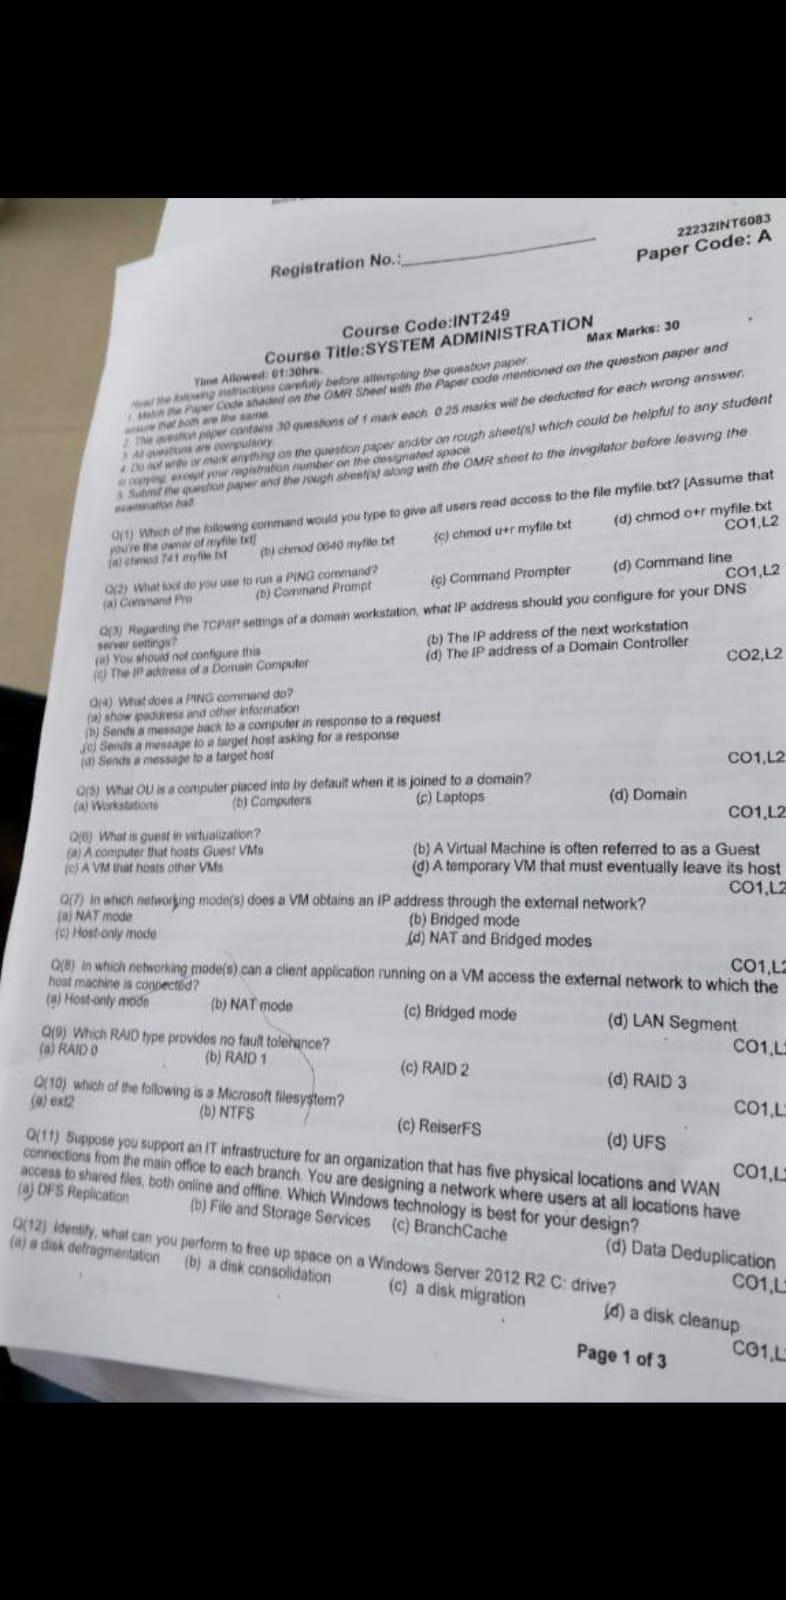 22232INT6083
Paper Code: A
Registration No.:
Course Code:INT249
Course Title:SYSTEM ADMINISTRATION
Time Allowed: 01:30hrs.
Max Marks: 30
Read the following instructions carefully before attempting the question paper.
1. Match the Paper Code shaded on the OMR Sheet with the Paper code mentioned on the question paper and
ensure that both are the same.
2. This question paper contains 30 questions of 1 mark each. 0.25 marks will be deducted for each wrong answer.
3. All questions are compulsory.
4. Do not write or mark anything on the question paper and/or on rough sheet(s) which could be helpful to any student
in copying, except your registration number on the designated space.
5. Submit the question paper and the rough sheet(s) along with the OMR sheet to the invigilator before leaving the
examination hall.
Q(1) Which of the following command would you type to give all users read access to the file myfile.txt? [Assume that
you're the owner of myfile.txt]
(a) chmod 741 myfile.txt (b) chmod 0640 myfile.txt (c) chmod u+r myfile.txt (d) chmod o+r myfile.txt
CO1,L2
Q(2) What tool do you use to run a PING command?
(a) Command Pro (b) Command Prompt (c) Command Prompter (d) Command line
CO1,L2
Q(3) Regarding the TCP/IP settings of a domain workstation, what IP address should you configure for your DNS
server settings?
(a) You should not configure this (b) The IP address of the next workstation
(c) The IP address of a Domain Computer (d) The IP address of a Domain Controller
CO2,L2
Q(4) What does a PING command do?
(a) show ipaddress and other information
(b) Sends a message back to a computer in response to a request
(c) Sends a message to a target host asking for a response
(d) Sends a message to a target host
CO1,L2
Q(5) What OU is a computer placed into by default when it is joined to a domain?
(a) Workstations (b) Computers (c) Laptops (d) Domain
CO1,L2
Q(6) What is guest in virtualization?
(a) A computer that hosts Guest VMs (b) A Virtual Machine is often referred to as a Guest
(c) A VM that hosts other VMs (d) A temporary VM that must eventually leave its host
CO1,L2
Q(7) In which networking mode(s) does a VM obtains an IP address through the external network?
(a) NAT mode (b) Bridged mode
(c) Host-only mode (d) NAT and Bridged modes
CO1,L2
Q(8) In which networking mode(s) can a client application running on a VM access the external network to which the
host machine is connected?
(a) Host-only mode (b) NAT mode (c) Bridged mode (d) LAN Segment
CO1,L
Q(9) Which RAID type provides no fault tolerance?
(a) RAID 0 (b) RAID 1 (c) RAID 2 (d) RAID 3
CO1,L
Q(10) which of the following is a Microsoft filesystem?
(a) ext2 (b) NTFS (c) ReiserFS (d) UFS
CO1,L
Q(11) Suppose you support an IT infrastructure for an organization that has five physical locations and WAN
connections from the main office to each branch. You are designing a network where users at all locations have
access to shared files, both online and offline. Which Windows technology is best for your design?
(a) DFS Replication (b) File and Storage Services (c) BranchCache (d) Data Deduplication
CO1,L
Q(12) Identify, what can you perform to free up space on a Windows Server 2012 R2 C: drive?
(a) a disk defragmentation (b) a disk consolidation (c) a disk migration (d) a disk cleanup
CO1,L
Page 1 of 3